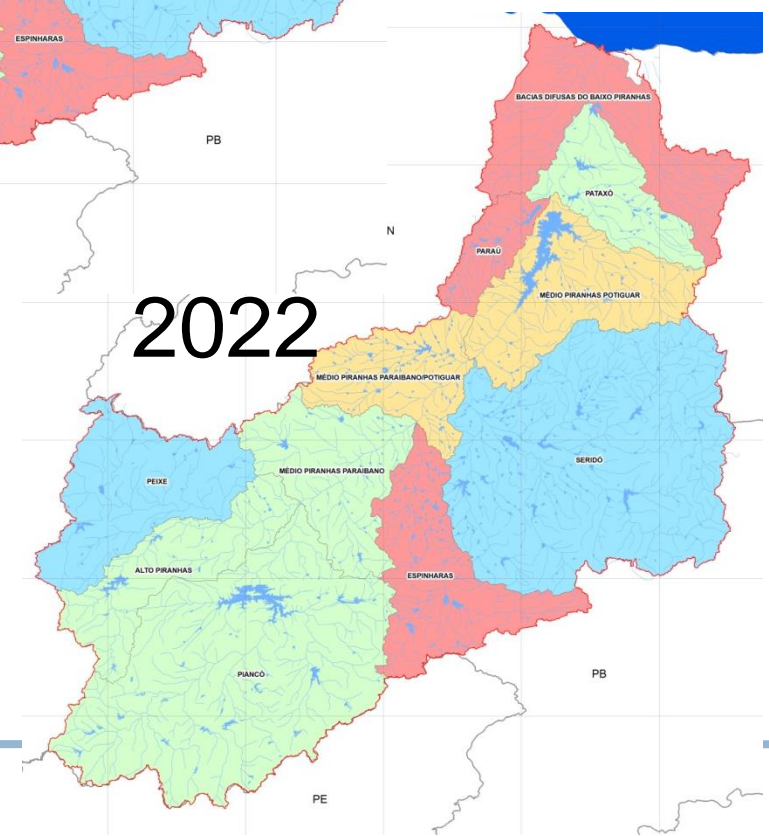 ESPINHARAS
PB
BACIAS DIFUSAS DO BAIXO PIRANHAS
PATAXÓ
N
PARAÚ
MÉDIO PIRANHAS POTIGUAR
2022
MÉDIO PIRANHAS PARAIBANO/POTIGUAR
SERIDÓ
MÉDIO PIRANHAS PARAIBANO
PEIXE
ALTO PIRANHAS
ESPINHARAS
PIANCÓ
PB
PE